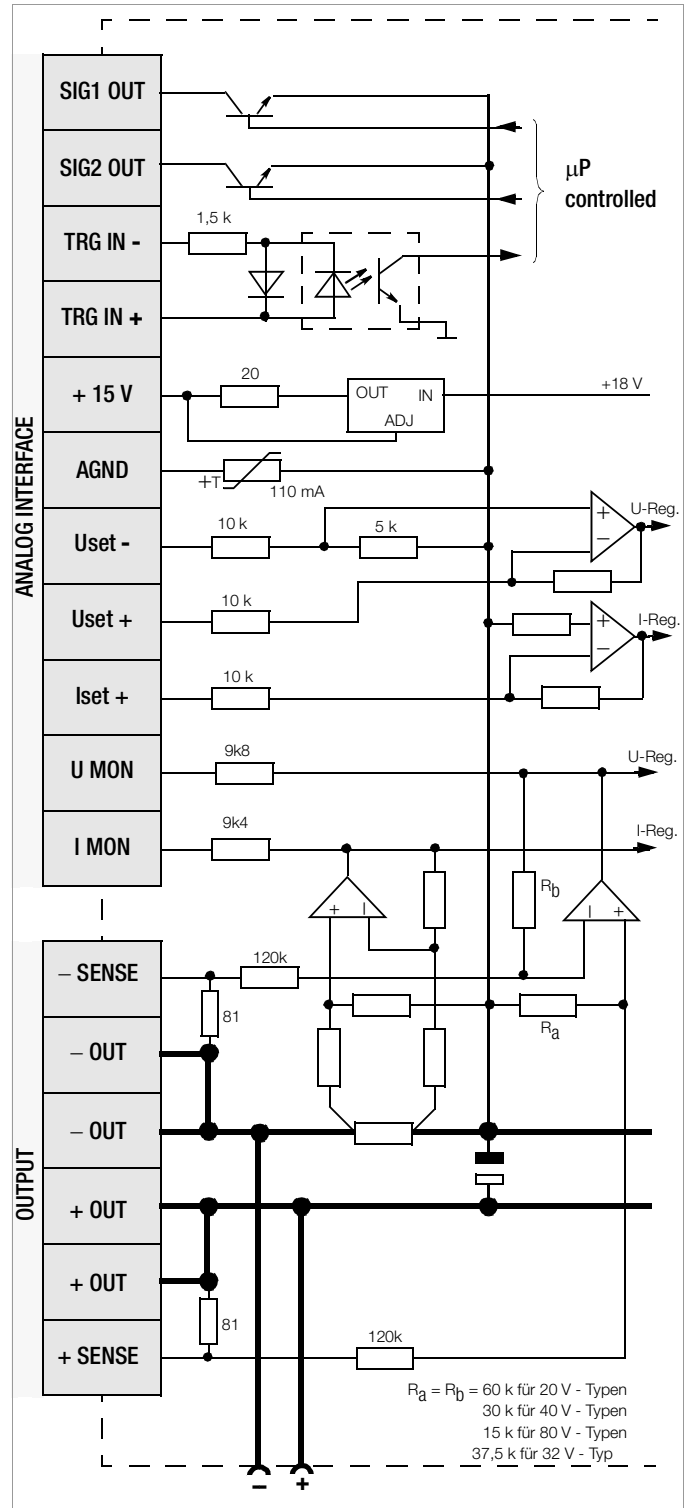 SIG1 OUT
SIG2 OUT
µP
controlled
1,5 k
TRG IN -
TRG IN +
+ 15 V
20
OUT IN
ADJ
+18 V
AGND
+T
110 mA
Uset -
10 k
5 k
+
−
U-Reg.
Uset +
10 k
+
−
I-Reg.
Iset +
10 k
U MON
9k8
U-Reg.
I MON
9k4
I-Reg.
+ −
Rb
− +
ANALOG INTERFACE
− SENSE
120k
81
Ra
− OUT
− OUT
+ OUT
+ OUT
81
+ SENSE
120k
OUTPUT
Ra = Rb = 60 k für 20 V - Typen
30 k für 40 V - Typen
15 k für 80 V - Typen
37,5 k für 32 V - Typ
− +